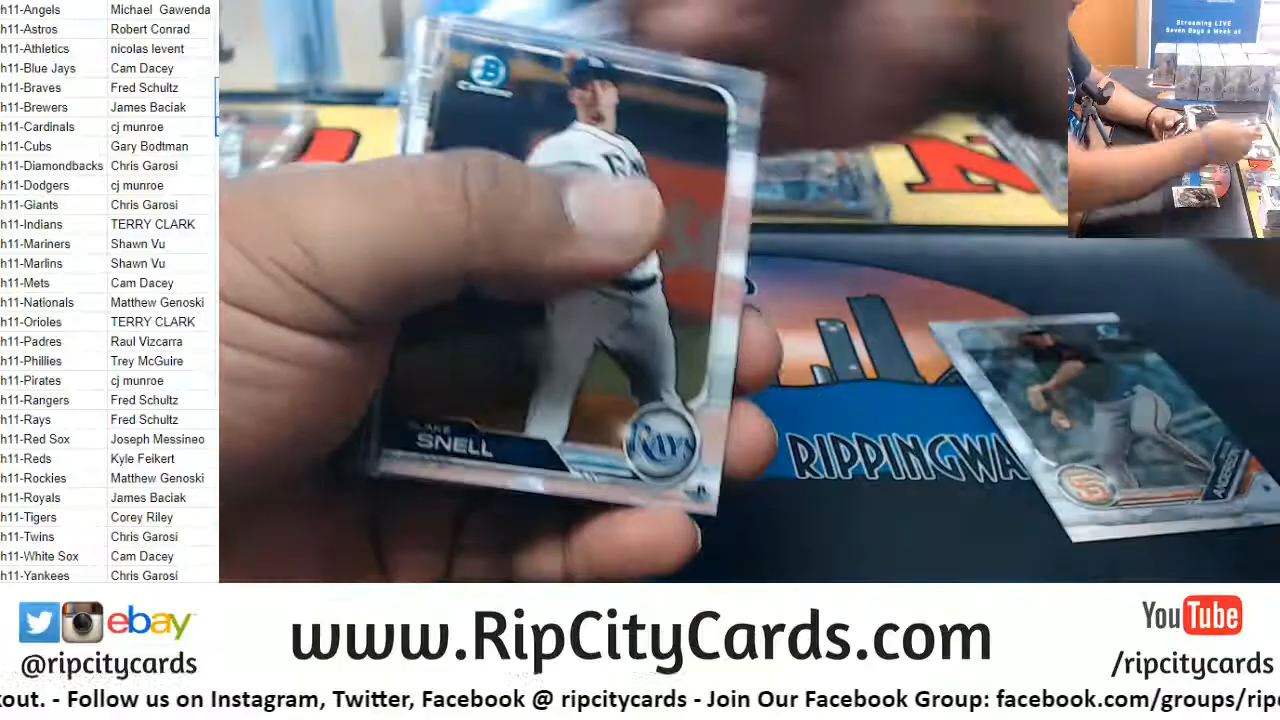 h11-Angels Michael Gawenda
h11-Astros Robert Conrad
h11-Athletics nicolas levent
h11-Blue Jays Cam Dacey
h11-Braves Fred Schultz
h11-Brewers James Baciak
h11-Cardinals cj munroe
h11-Cubs Gary Bodtman
h11-Diamondbacks Chris Garosi
h11-Dodgers cj munroe
h11-Giants Chris Garosi
h11-Indians TERRY CLARK
h11-Mariners Shawn Vu
h11-Marlins Shawn Vu
h11-Mets Cam Dacey
h11-Nationals Matthew Genoski
h11-Orioles TERRY CLARK
h11-Padres Raul Vizcarra
h11-Phillies Trey McGuire
h11-Pirates cj munroe
h11-Rangers Fred Schultz
h11-Rays Fred Schultz
h11-Red Sox Joseph Messineo
h11-Reds Kyle Feikert
h11-Rockies Matthew Genoski
h11-Royals James Baciak
h11-Tigers Corey Riley
h11-Twins Chris Garosi
h11-White Sox Cam Dacey
h11-Yankees Chris Garosi
B
SNELL
Rays
N
RIPPINGWA
SF
Streaming LIVE
Seven Days a Week at
ebay
@ripcitycards
www.RipCityCards.com
YouTube
/ripcitycards
kout. - Follow us on Instagram, Twitter, Facebook @ ripcitycards - Join Our Facebook Group: facebook.com/groups/ripc